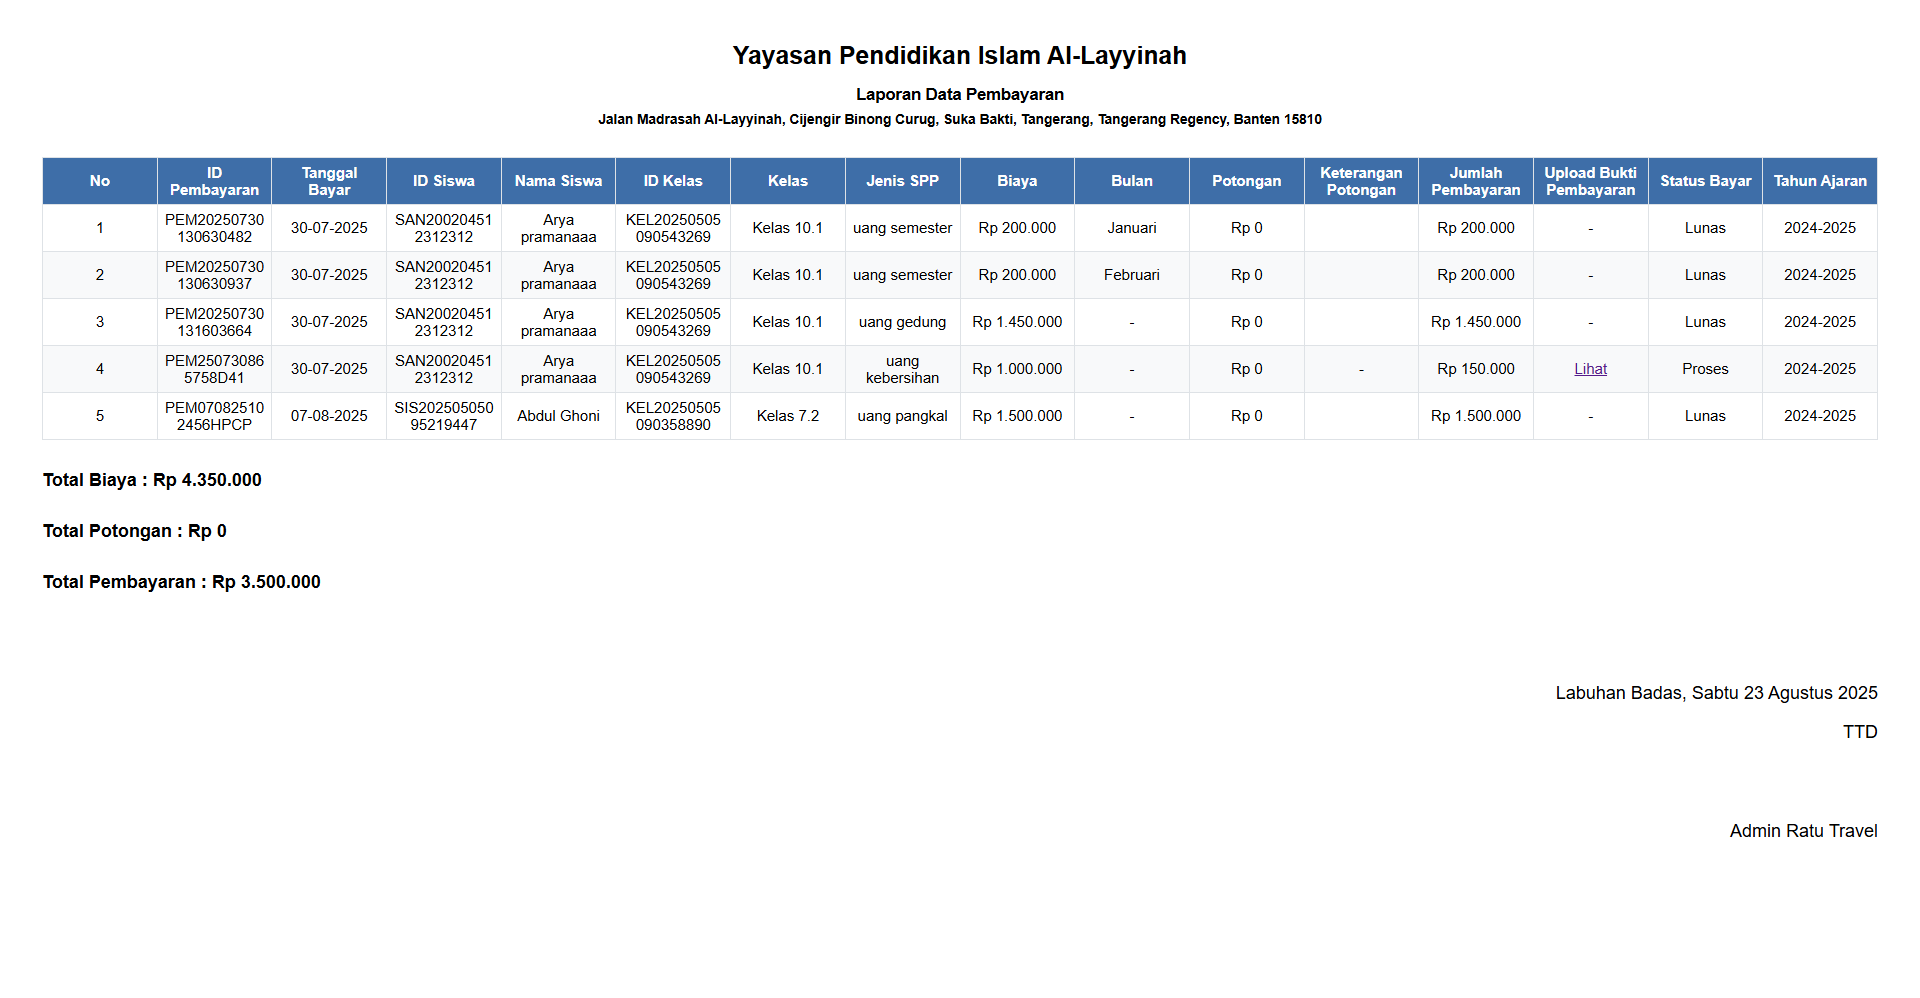 Yayasan Pendidikan Islam Al-Layyinah
Laporan Data Pembayaran
Jalan Madrasah Al-Layyinah, Cijengir Binong Curug, Suka Bakti, Tangerang, Tangerang Regency, Banten 15810
No ID Pembayaran Tanggal Bayar ID Siswa Nama Siswa ID Kelas Kelas Jenis SPP Biaya Bulan Potongan Keterangan Potongan Jumlah Pembayaran Upload Bukti Pembayaran Status Bayar Tahun Ajaran
1 PEM20250730130630482 30-07-2025 SAN200204512312312 Arya pramanaaa KEL20250505090543269 Kelas 10.1 uang semester Rp 200.000 Januari Rp 0 Rp 200.000 - Lunas 2024-2025
2 PEM20250730130630937 30-07-2025 SAN200204512312312 Arya pramanaaa KEL20250505090543269 Kelas 10.1 uang semester Rp 200.000 Februari Rp 0 Rp 200.000 - Lunas 2024-2025
3 PEM20250730131603664 30-07-2025 SAN200204512312312 Arya pramanaaa KEL20250505090543269 Kelas 10.1 uang gedung Rp 1.450.000 - Rp 0 Rp 1.450.000 - Lunas 2024-2025
4 PEM250730865758D41 30-07-2025 SAN200204512312312 Arya pramanaaa KEL20250505090543269 Kelas 10.1 uang kebersihan Rp 1.000.000 - Rp 0 - Rp 150.000 Lihat Proses 2024-2025
5 PEM070825102456HPCP 07-08-2025 SIS20250505095219447 Abdul Ghoni KEL20250505090358890 Kelas 7.2 uang pangkal Rp 1.500.000 - Rp 0 Rp 1.500.000 - Lunas 2024-2025
Total Biaya : Rp 4.350.000
Total Potongan : Rp 0
Total Pembayaran : Rp 3.500.000
Labuhan Badas, Sabtu 23 Agustus 2025
TTD
Admin Ratu Travel